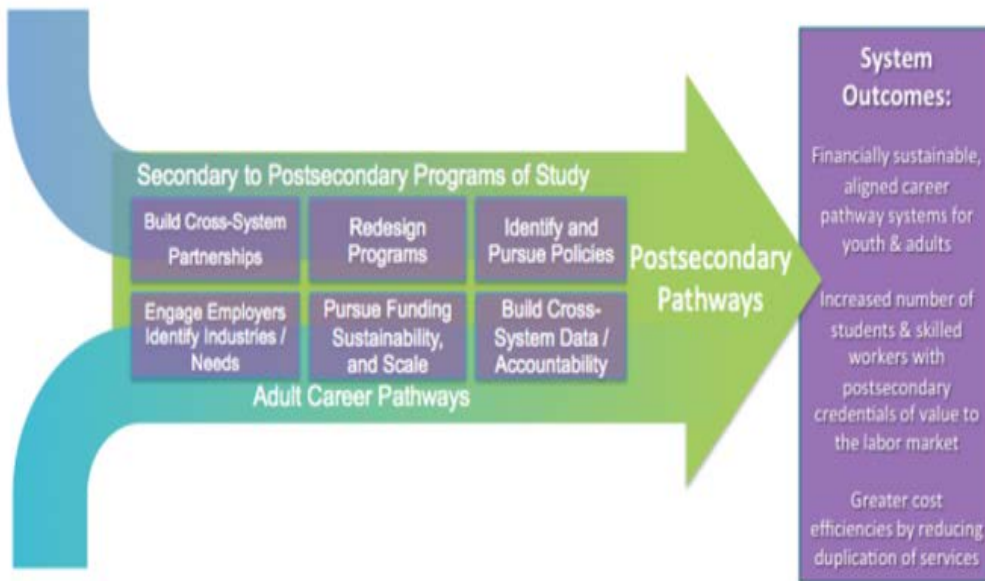 Secondary to Postsecondary Programs of Study
Build Cross-System
Partnerships
Redesign
Programs
Identify and
Pursue Policies
Engage Employers
Identify Industries /
Needs
Pursue Funding
Sustainability,
and Scale
Build Cross-
System Data /
Accountability
Adult Career Pathways
Postsecondary
Pathways
System
Outcomes:
Financially sustainable,
aligned career
pathway systems for
youth & adults
Increased number of
students & skilled
workers with
postsecondary
credentials of value to
the labor market
Greater cost
efficiencies by reducing
duplication of services